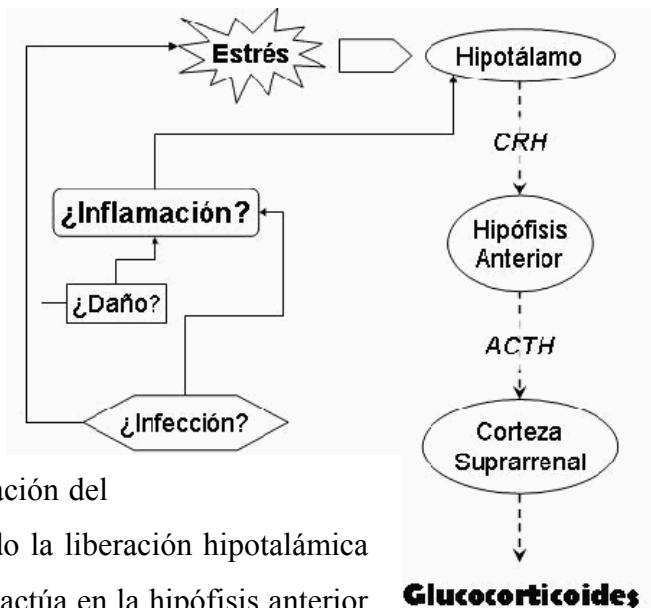 Estrés
Hipotálamo
CRH
¿Inflamación?
Hipófisis
Anterior
¿Daño?
ACTH
¿Infección?
Corteza
Suprarrenal
Glucocorticoides
ación del
do la liberación hipotalámica
actúa en la hipófisis anterior